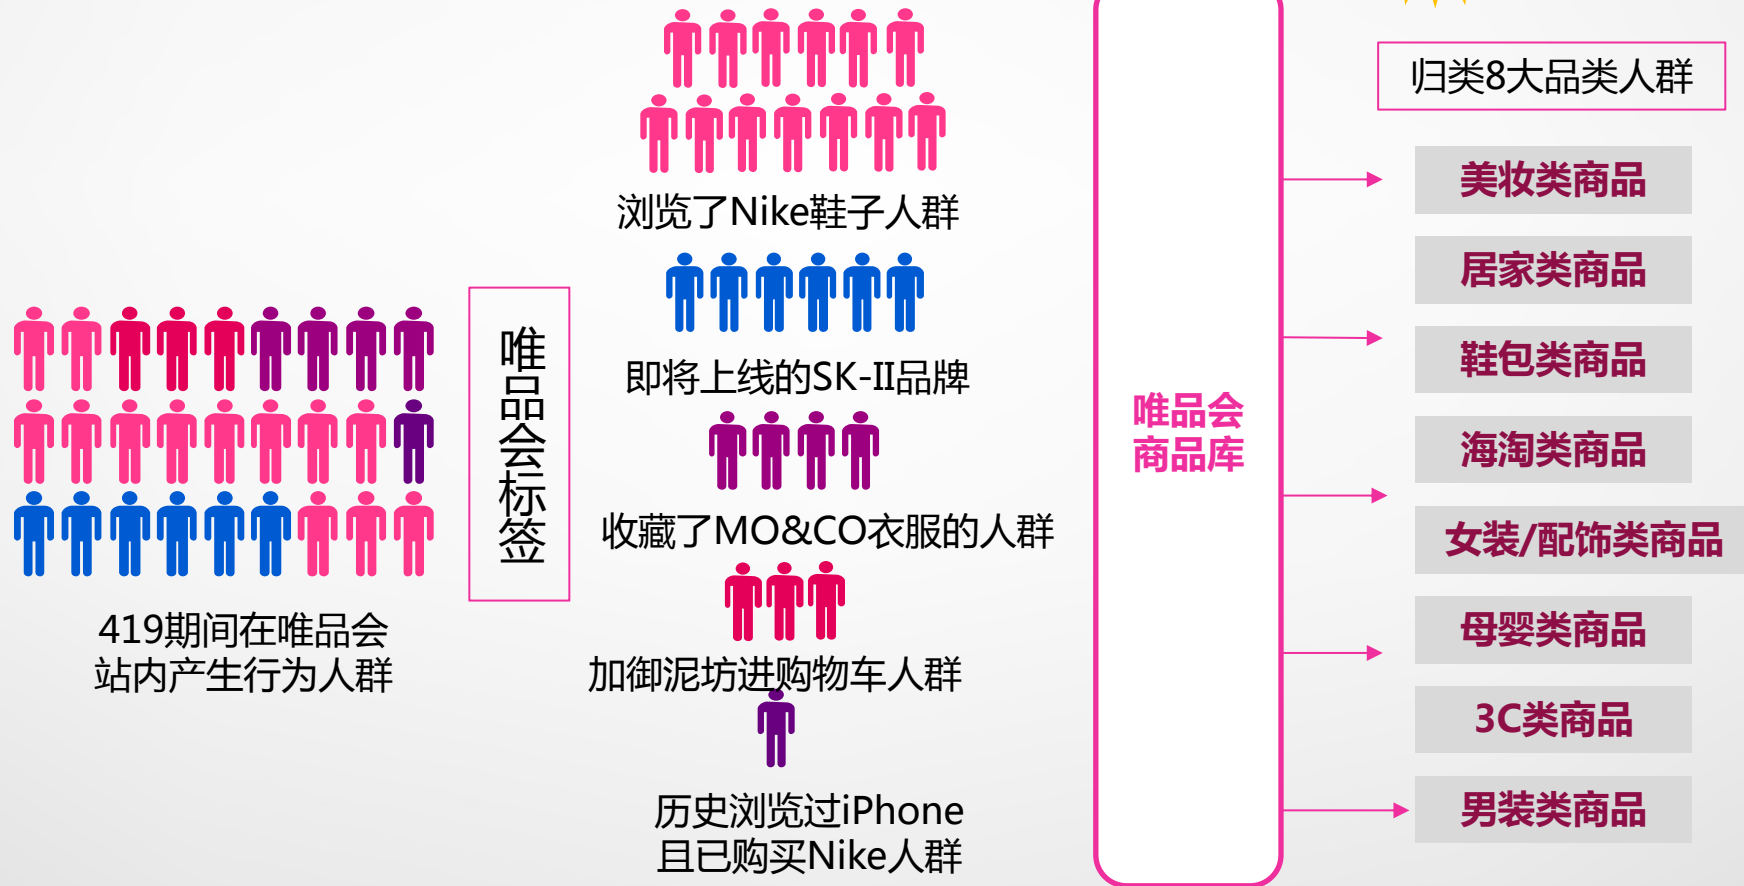 419期间在唯品会
站内产生行为人群
唯品会标签
浏览了Nike鞋子人群
即将上线的SK-II品牌
收藏了MO&CO衣服的人群
加御泥坊进购物车人群
历史浏览过iPhone
且已购买Nike人群
唯品会
商品库
归类8大品类人群
美妆类商品
居家类商品
鞋包类商品
海淘类商品
女装/配饰类商品
母婴类商品
3C类商品
男装类商品